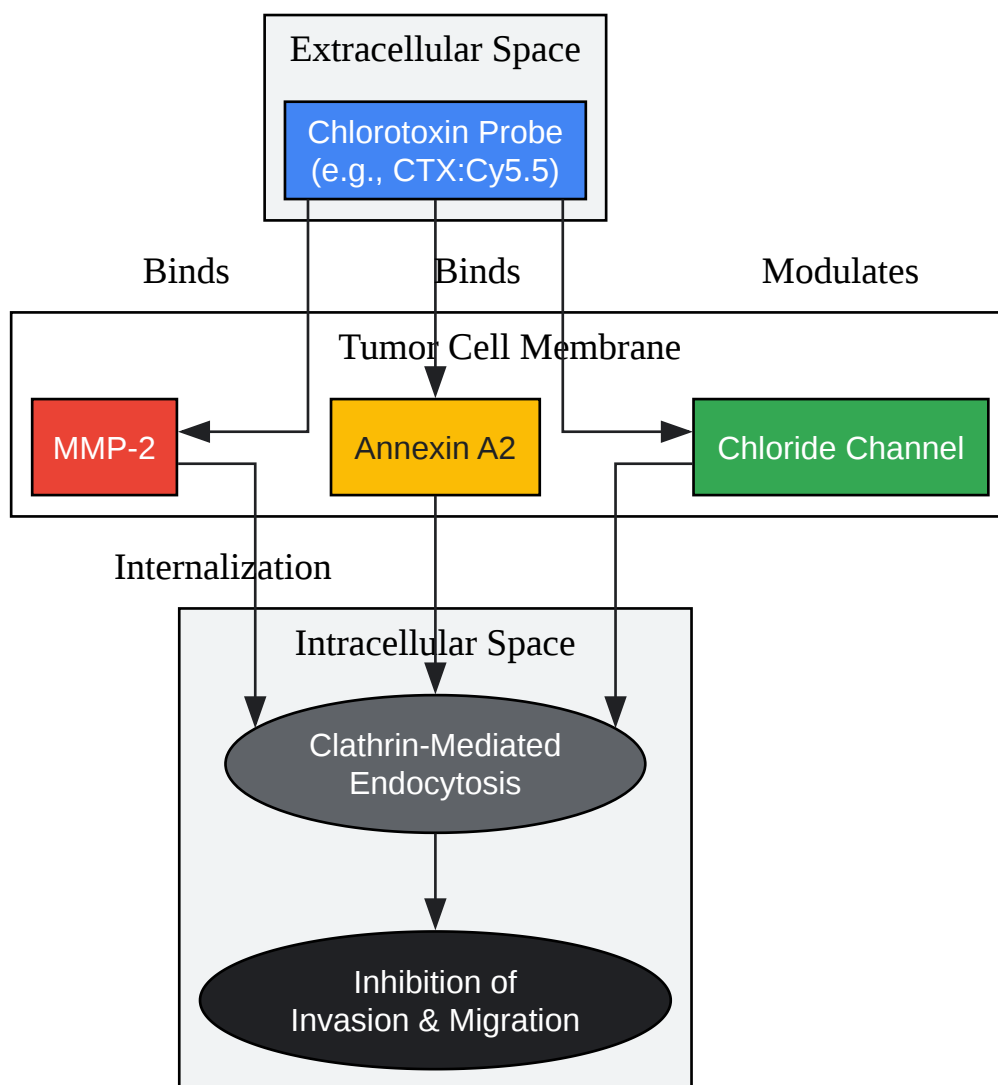 Extracellular Space
Chlorotoxin Probe
(e.g., CTX:Cy5.5)
Binds
Binds
Modulates
Tumor Cell Membrane
MMP-2
Annexin A2
Chloride Channel
Internalization
Intracellular Space
Clathrin-Mediated
Endocytosis
Inhibition of
Invasion & Migration